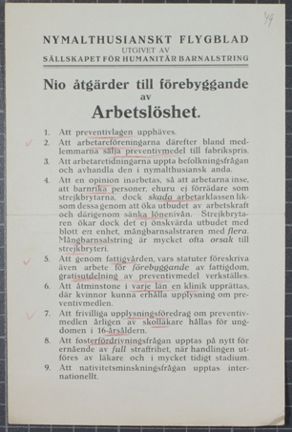 '49
NYMALTHUSIANSKT FLYGBLAD
UTGIVET AV
SÄLLSKAPET FÖR HUMANITÄR BARNALSTRING
Nio åtgärder till förebyggande
av
Arbetslöshet.
1. Att preventivlagen upphäves.
2. Att arbetareföreningarna därefter bland med-
lemmarna sälja preventivmedel till fabrikspris.
3. Att arbetaretidningarna uppta befolkningsfrågan
och avhandla den i nymalthusiansk anda.
4. Att en opinion inarbetas, så att arbetarna inse,
att barnrika personer, churu ej förrädare som
strejkbrytarna, dock skada arbetarklassen lik-
som dessa genom att öka utbudet av arbetskraft
och därigenom sänka lönenivån. Strejkbryta-
ren ökar dock det ej önskvärda utbudet med
blott en enhet, mångbarnsalstraren med flera.
Mångbarnsalstring är mycket ofta orsak till
strejkbryteri.
5. Att genom fattigvården, vars statuter föreskriva
även arbete för förebyggande av fattigdom,
gratisutdelning av preventivmedel verkställes.
6. Att åtminstone i varje län en klinik upprättas,
där kvinnor kunna erhålla upplysning om pre-
ventivmedlen.
7. Att frivilliga upplysningsföredrag om preventiv-
medlen årligen av skolläkare hållas för ung-
domen i 16-årsåldern.
8. Att fosterfördrivningsfrågan upptas på nytt för
ernående av full straffrihet, när handlingen ut-
föres av läkare och i mycket tidigt stadium.
9. Att nativitetsminskningsfrågan upptas inter-
nationellt.